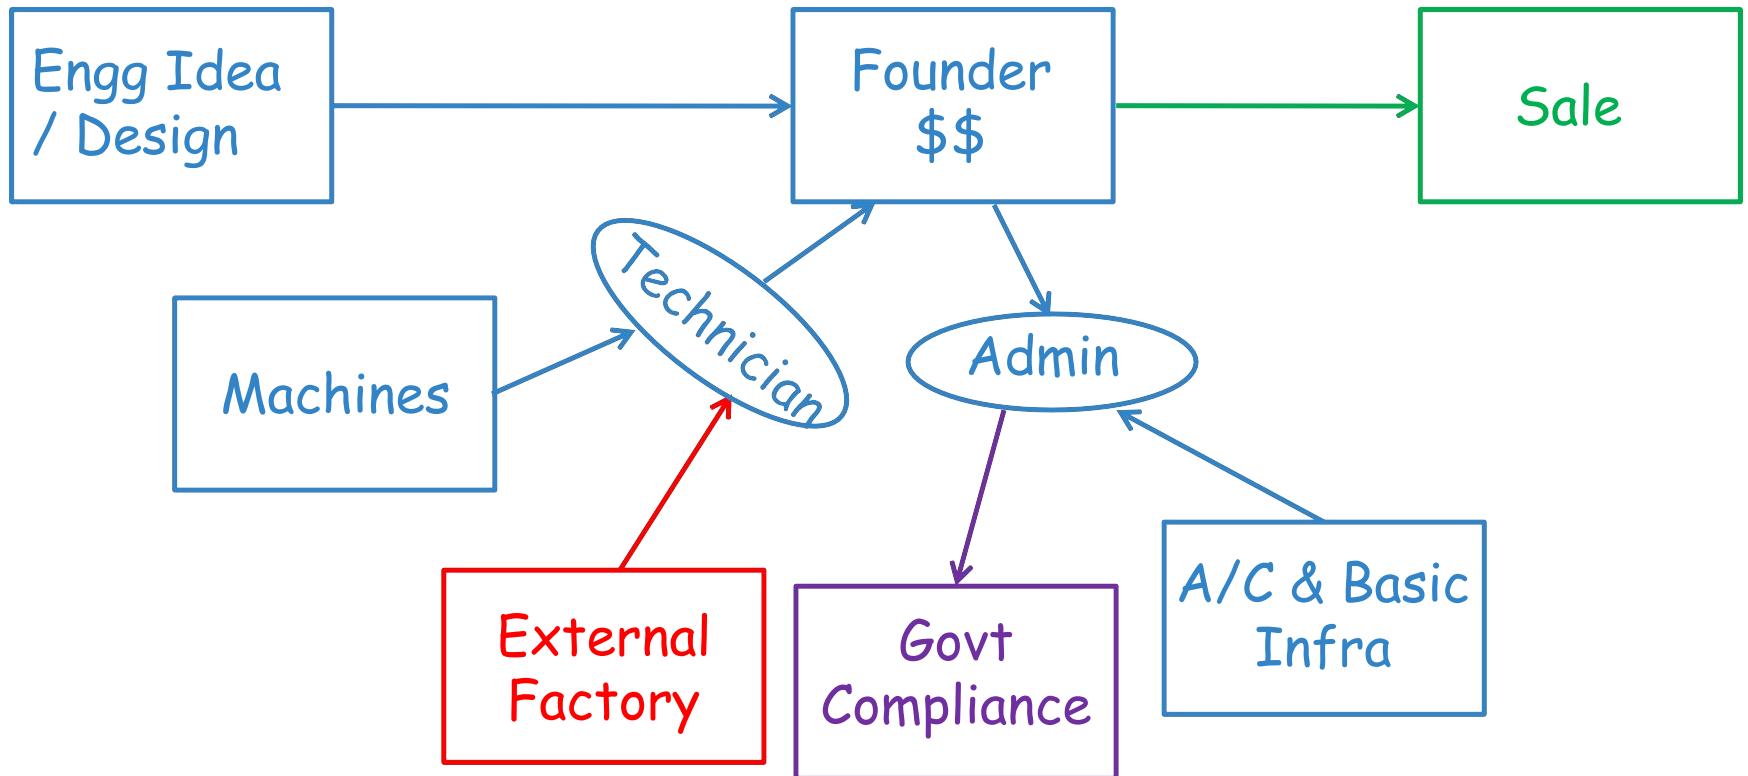 Engg Idea
/ Design
Founder
$$
Sale
Technician
Machines
Admin
External
Factory
Govt
Compliance
A/C & Basic
Infra